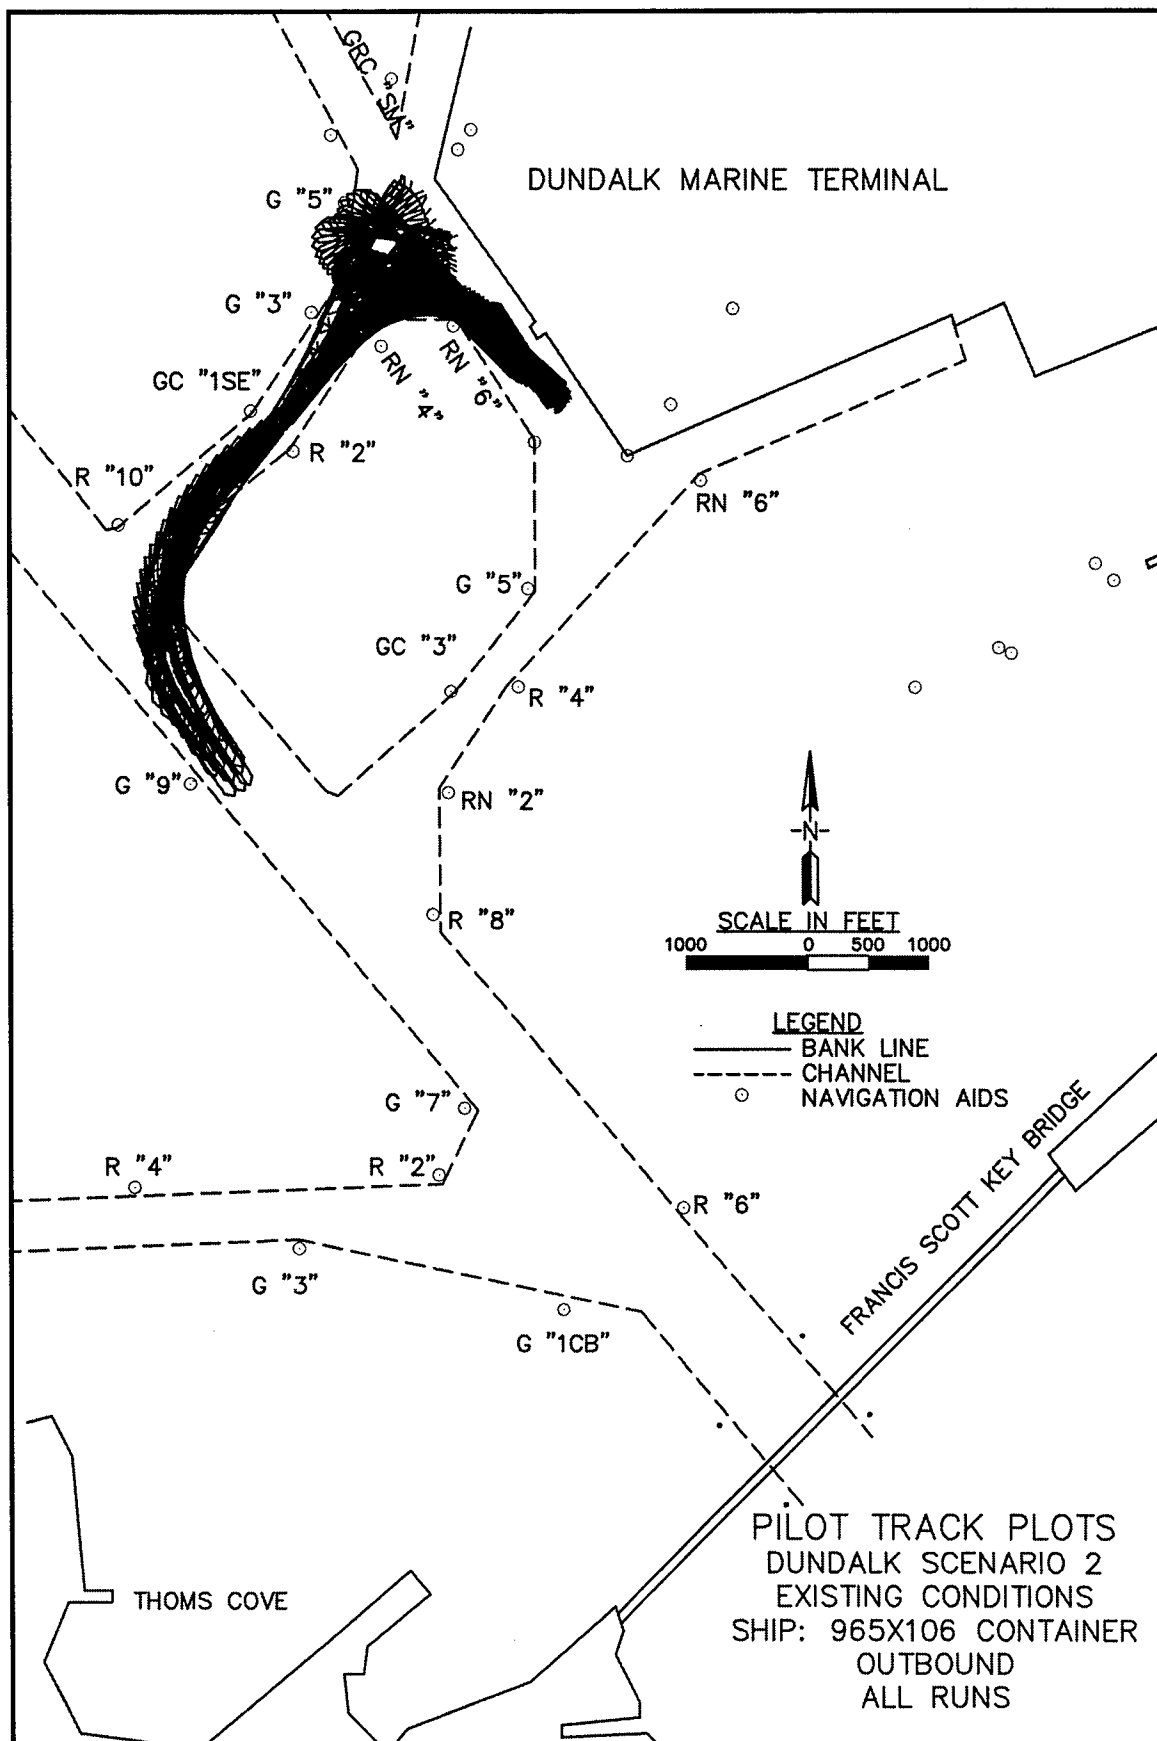 GRC "SM"
DUNDALK MARINE TERMINAL
G "5"
G "3"
RN "4"
RN "6"
GC "1SE"
R "2"
R "10"
RN "6"
G "5"
GC "3"
R "4"
G "9"
RN "2"
N
R "8"
SCALE IN FEET
1000 0 500 1000
LEGEND
BANK LINE
CHANNEL
NAVIGATION AIDS
G "7"
R "4"
R "2"
R "6"
FRANCIS SCOTT KEY BRIDGE
G "3"
G "1CB"
PILOT TRACK PLOTS
DUNDALK SCENARIO 2
EXISTING CONDITIONS
SHIP: 965X106 CONTAINER
OUTBOUND
ALL RUNS
THOMS COVE